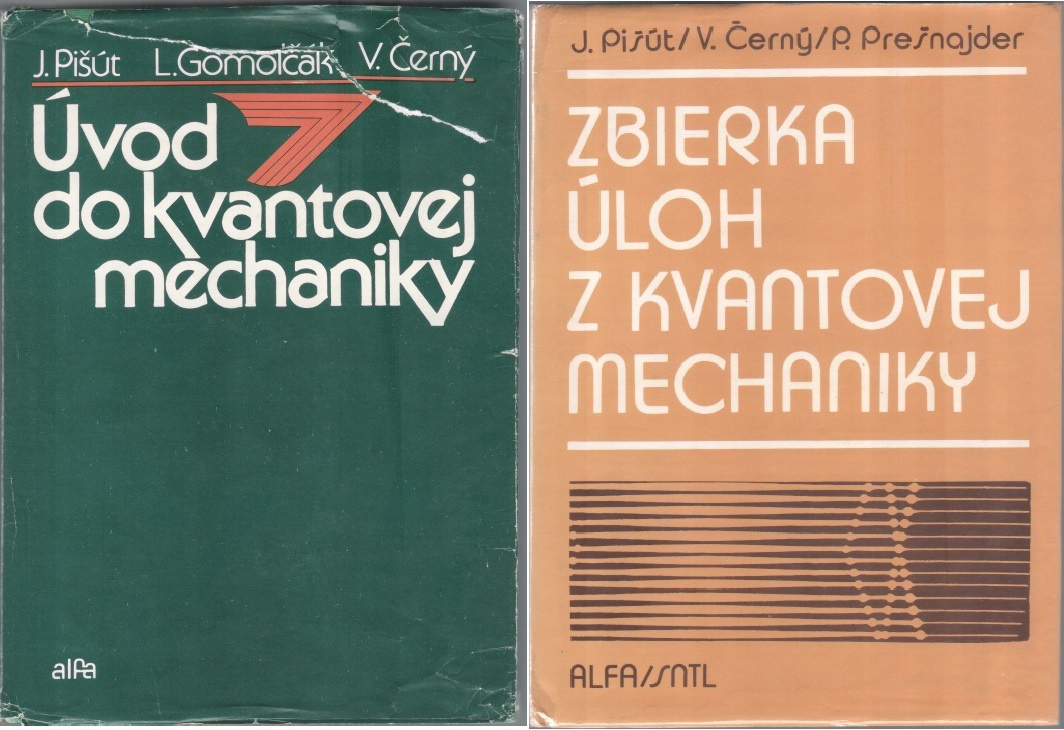 J. Pišút L. Gomolčák V. Černý
Úvod
do kvantovej
mechaniky
alfa
J. Pišút / V. Černý / P. Prešnajder
ZBIERKA
ÚLOH
Z KVANTOVEJ
MECHANIKY
ALFA/SNTL